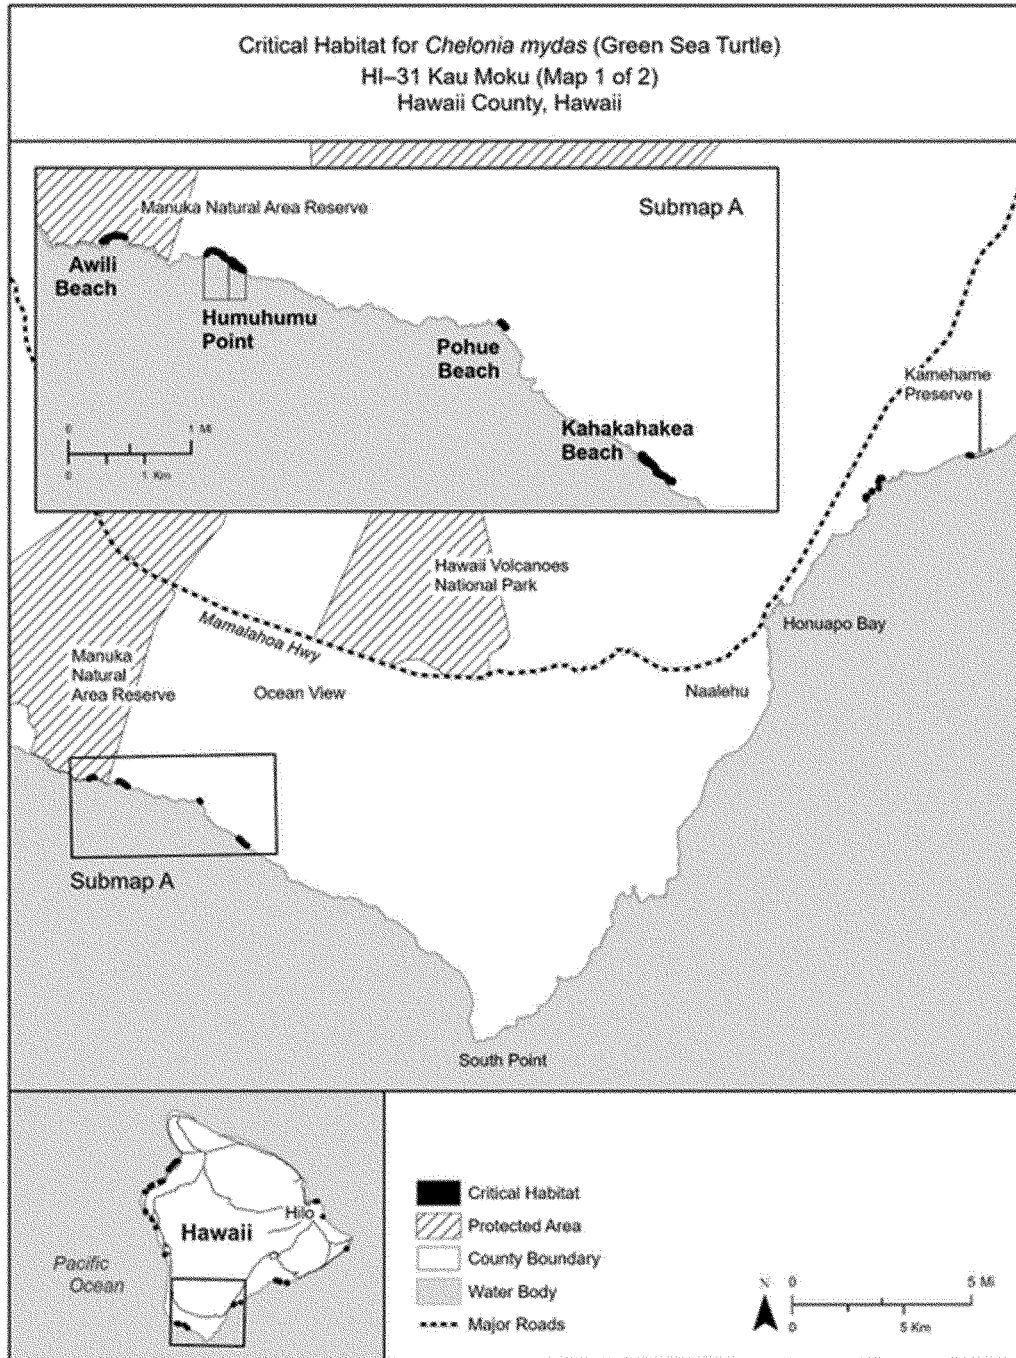 Critical Habitat for Chelonia mydas (Green Sea Turtle)
HI–31 Kau Moku (Map 1 of 2)
Hawaii County, Hawaii
Manuka Natural Area Reserve
Submap A
Awili
Beach
Humuhumu
Point
Pohue
Beach
Kahakahakea
Beach
0
1 Mi
0
1 Km
Kamehame
Preserve
Hawaii Volcanoes
National Park
Mamalahoa Hwy
Honuapo Bay
Manuka
Natural
Area Reserve
Ocean View
Naalehu
Submap A
South Point
Hilo
Hawaii
Pacific
Ocean
Critical Habitat
Protected Area
County Boundary
Water Body
Major Roads
N
0
5 Mi
0
5 Km